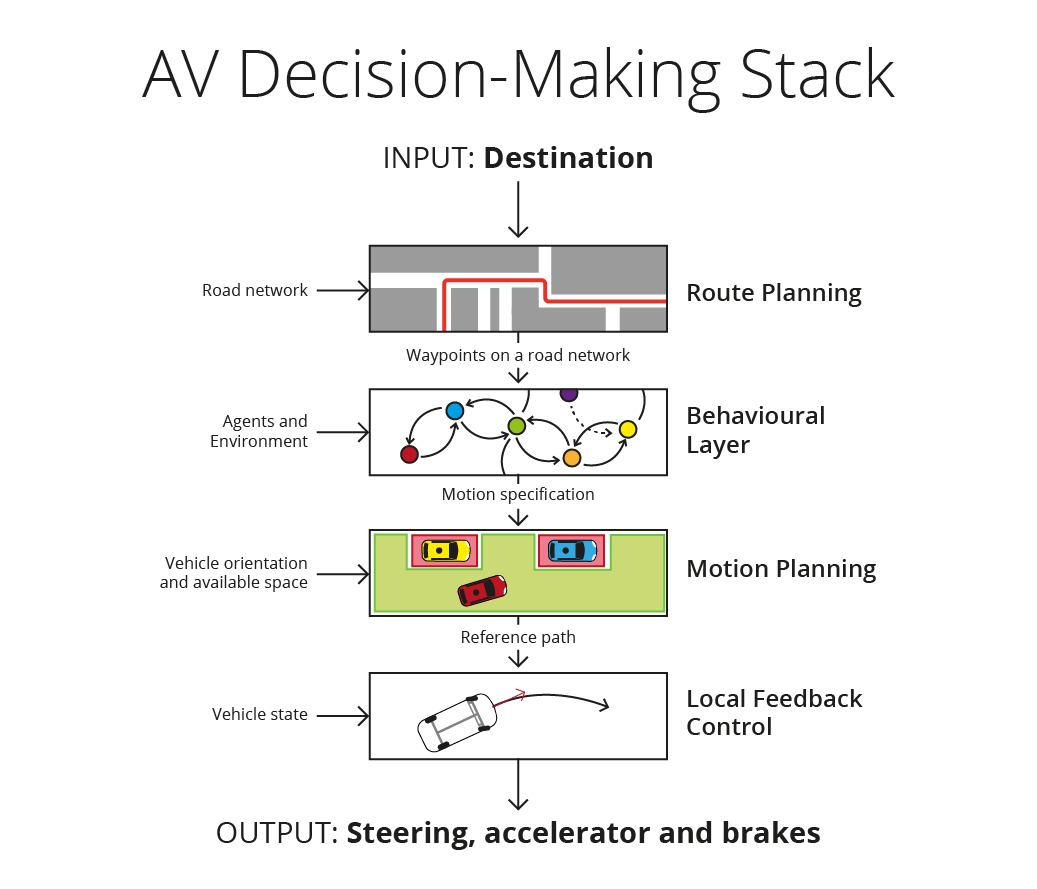 AV Decision-Making Stack
INPUT: Destination
Road network
Route Planning
Waypoints on a road network
Agents and
Environment
Behavioural
Layer
Motion specification
Vehicle orientation
and available space
Motion Planning
Reference path
Vehicle state
Local Feedback
Control
OUTPUT: Steering, accelerator and brakes